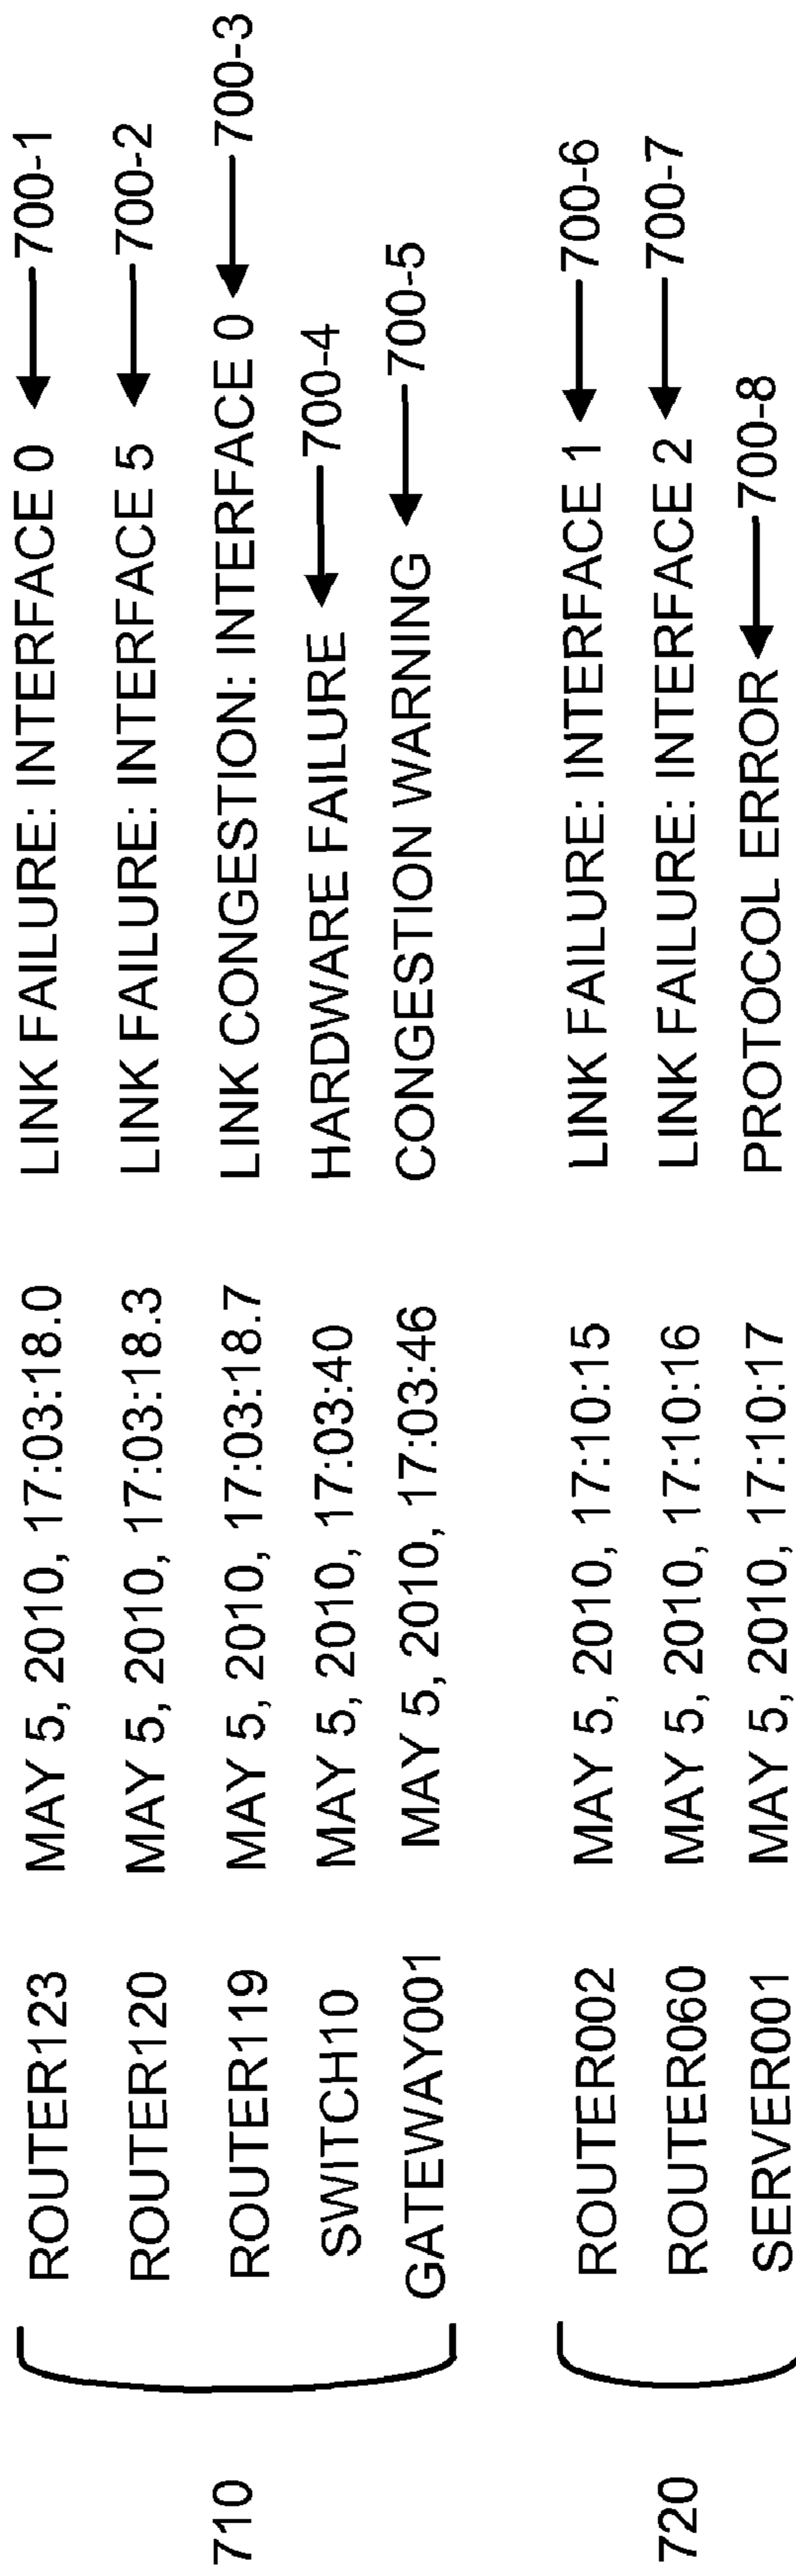 ROUTER123 MAY 5, 2010, 17:03:18.0 LINK FAILURE: INTERFACE 0 700-1
ROUTER120 MAY 5, 2010, 17:03:18.3 LINK FAILURE: INTERFACE 5 700-2
710 ROUTER119 MAY 5, 2010, 17:03:18.7 LINK CONGESTION: INTERFACE 0 700-3
SWITCH10 MAY 5, 2010, 17:03:40 HARDWARE FAILURE 700-4
GATEWAY001 MAY 5, 2010, 17:03:46 CONGESTION WARNING 700-5
ROUTER002 MAY 5, 2010, 17:10:15 LINK FAILURE: INTERFACE 1 700-6
720 ROUTER060 MAY 5, 2010, 17:10:16 LINK FAILURE: INTERFACE 2 700-7
SERVER001 MAY 5, 2010, 17:10:17 PROTOCOL ERROR 700-8